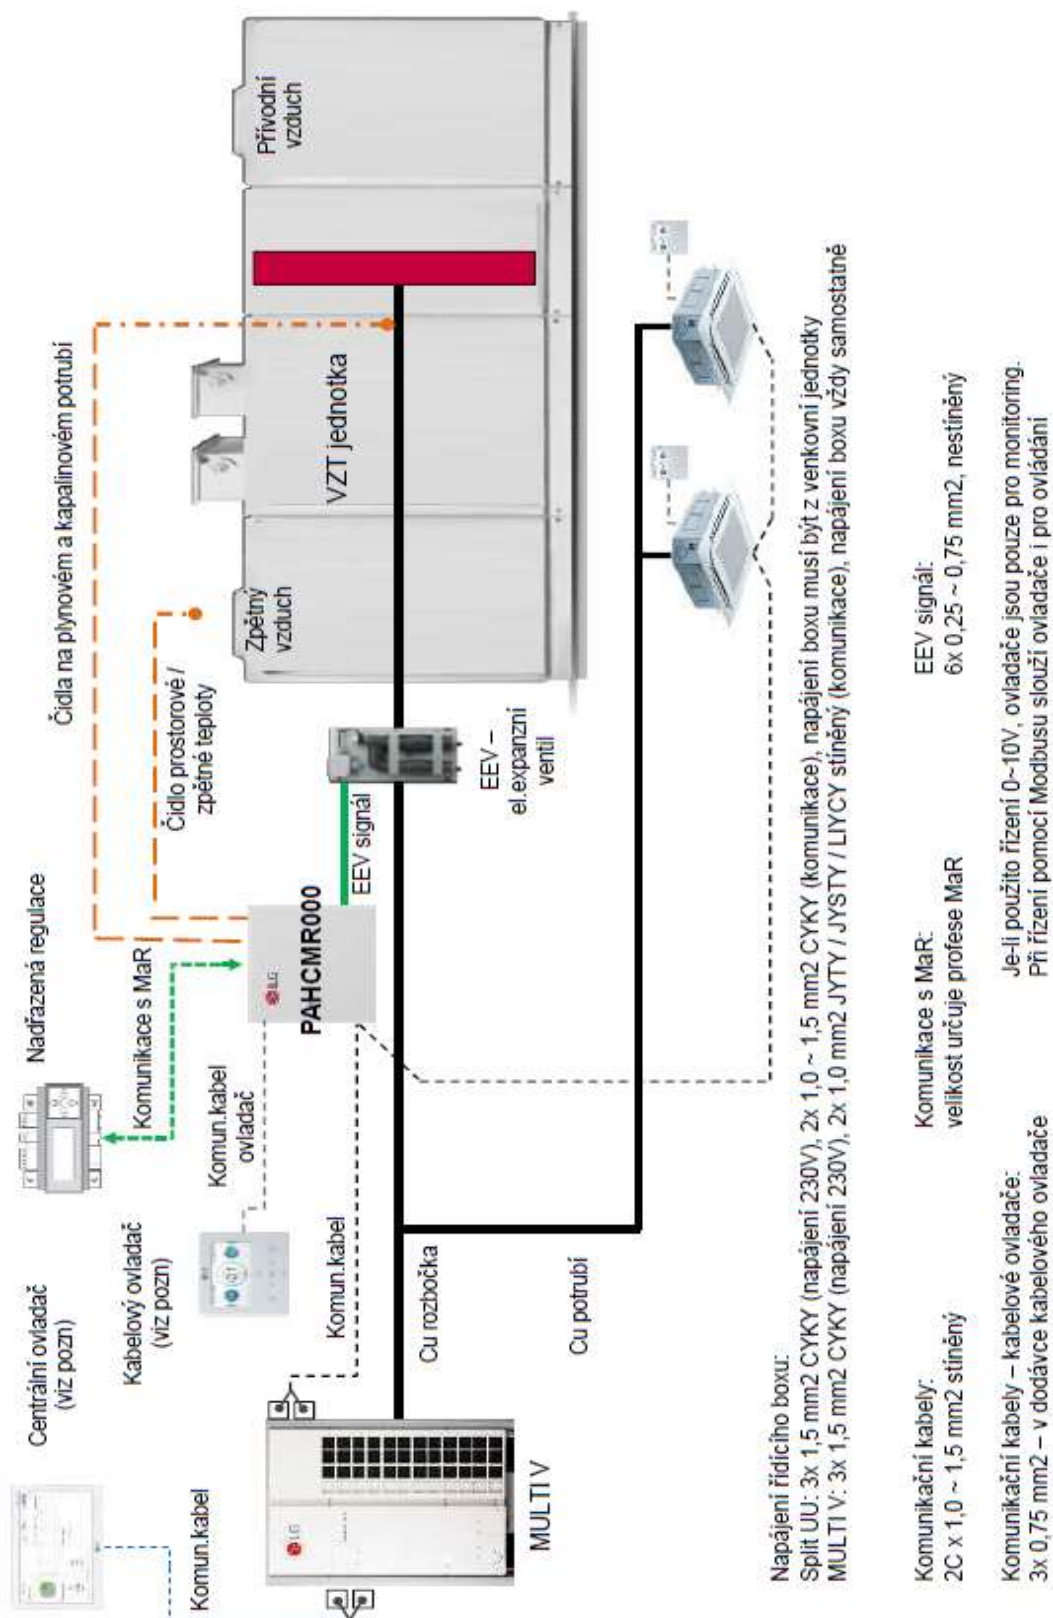 Centrální ovladač
(viz pozn)
Komun.kabel
Nadřazená regulace
Komunikace s MaR
Kabelový ovladač
(viz pozn)
Komun.kabel
ovladač
Komun.kabel
LG
MULTI V
LG
PAHCMR000
Čidla na plynovém a kapalinovém potrubí
Čidlo prostorové /
zpětné teploty
EEV signál
EEV –
el.expanzní
ventil
Zpětný
vzduch
VZT jednotka
Přívodní
vzduch
Cu rozbočka
Cu potrubí
Napájení řídícího boxu:
Split UU: 3x 1,5 mm2 CYKY (napájení 230V), 2x 1,0 ~ 1,5 mm2 CYKY (komunikace), napájení boxu musí být z venkovní jednotky
MULTI V: 3x 1,5 mm2 CYKY (napájení 230V), 2x 1,0 mm2 JYTY / JYSTY / LIYCY stíněný (komunikace), napájení boxu vždy samostatně
Komunikační kabely:
2C x 1,0 ~ 1,5 mm2 stíněný
Komunikace s MaR:
velikost určuje profese MaR
EEV signál:
6x 0,25 ~ 0,75 mm2, nestíněný
Komunikační kabely – kabelové ovladače:
3x 0,75 mm2 – v dodávce kabelového ovladače
Je-li použito řízení 0~10V, ovladače jsou pouze pro monitoring.
Při řízení pomocí Modbusu slouží ovladače i pro ovládání